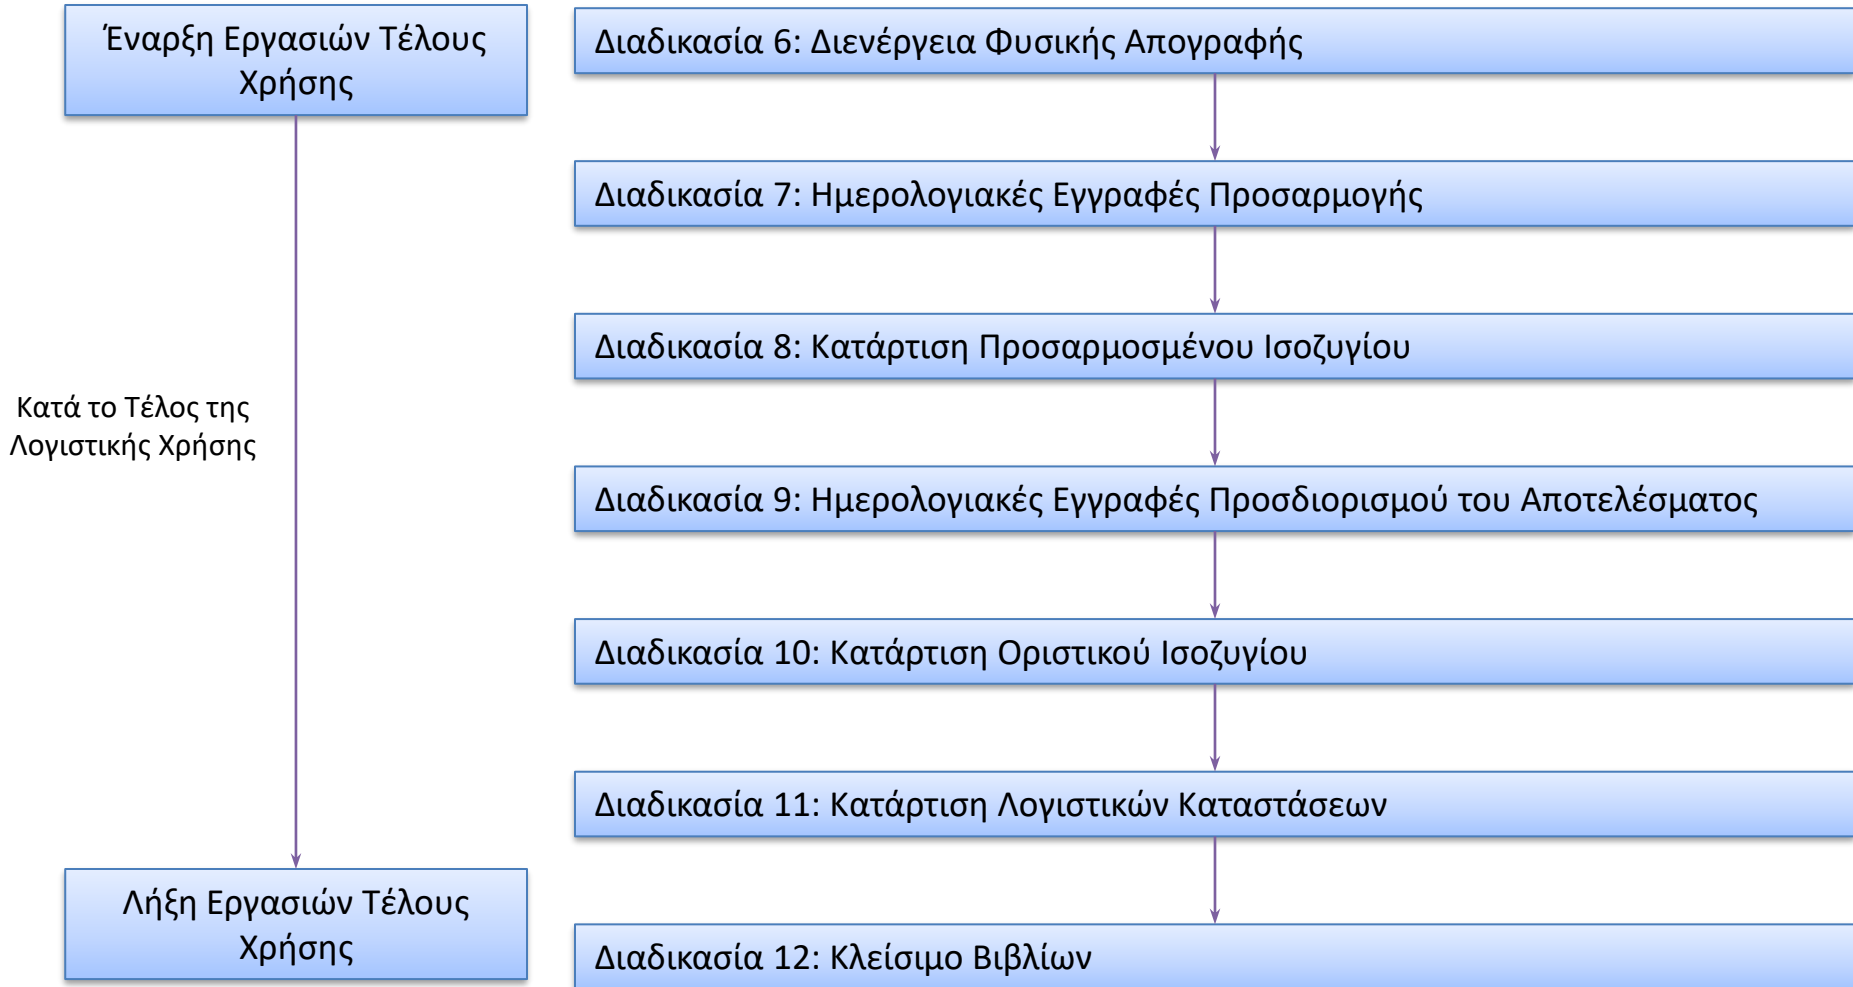 Έναρξη Εργασιών Τέλους
Χρήσης
Κατά το Τέλος της
Λογιστικής Χρήσης
Λήξη Εργασιών Τέλους
Χρήσης
Διαδικασία 6: Διενέργεια Φυσικής Απογραφής
Διαδικασία 7: Ημερολογιακές Εγγραφές Προσαρμογής
Διαδικασία 8: Κατάρτιση Προσαρμοσμένου Ισοζυγίου
Διαδικασία 9: Ημερολογιακές Εγγραφές Προσδιορισμού του Αποτελέσματος
Διαδικασία 10: Κατάρτιση Οριστικού Ισοζυγίου
Διαδικασία 11: Κατάρτιση Λογιστικών Καταστάσεων
Διαδικασία 12: Κλείσιμο Βιβλίων